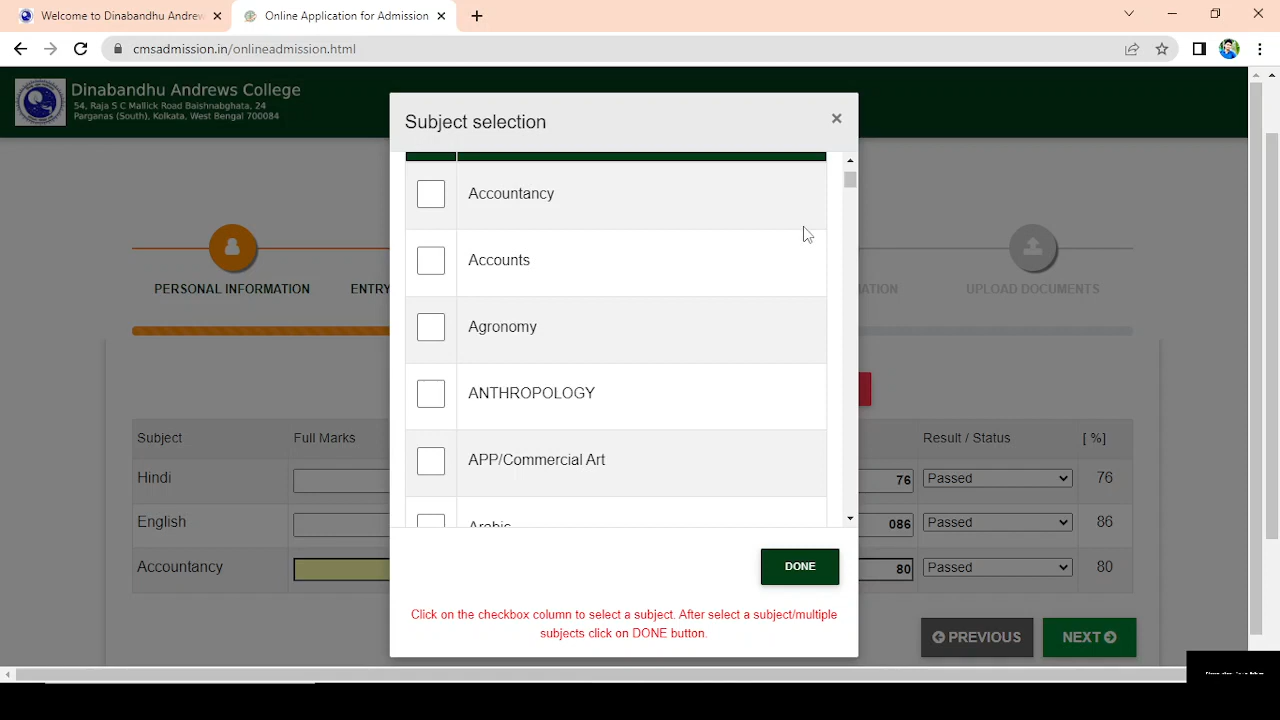 Welcome to Dinabandhu Andrew
Online Application for Admission
cmsadmission.in/onlineadmission.html
Dinabandhu Andrews College
54, Raja S C Mallick Road Baishnabghata, 24
Parganas (South), Kolkata, West Bengal 700084
Subject selection
Accountancy
Accounts
Agronomy
ANTHROPOLOGY
APP/Commercial Art
Arabic
DONE
Click on the checkbox column to select a subject. After select a subject/multiple
subjects click on DONE button.
PERSONAL INFORMATION
ENTRY
MATION
UPLOAD DOCUMENTS
Subject Full Marks Result / Status [ %]
Hindi 76 Passed 76
English 086 Passed 86
Accountancy 80 Passed 80
PREVIOUS NEXT